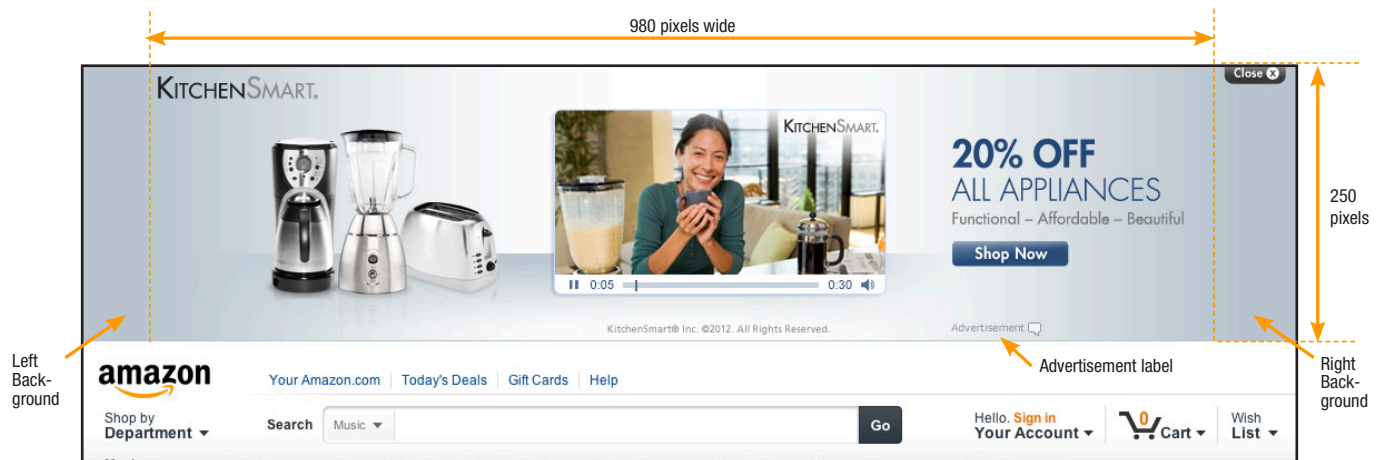 980 pixels wide
KITCHENSMART.
Close
KITCHENSMART.
20% OFF
ALL APPLIANCES
Functional – Affordable – Beautiful
Shop Now
250
pixels
0:05
0:30
KitchenSmart® Inc. ©2012. All Rights Reserved.
Advertisement
Left
Back-
ground
Advertisement label
Right
Back-
ground
amazon
Your Amazon.com
Today's Deals
Gift Cards
Help
Shop by
Department
Search
Music
Go
Hello. Sign in
Your Account
0
Cart
Wish
List